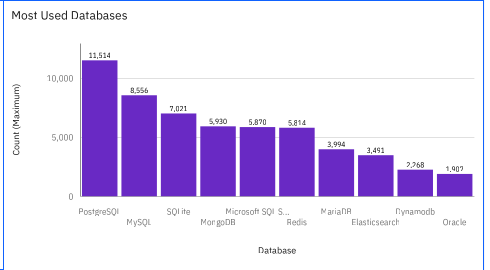 Most Used Databases
Count (Maximum)
10,000
5,000
0
11,514
8,556
7,021
5,930
5,870
5,814
3,994
3,491
2,268
1,907
PostgreSQL
MySQL
SQLite
MongoDB
Microsoft SQL S...
Redis
MariaDB
Elasticsearch
Dynamodb
Oracle
Database